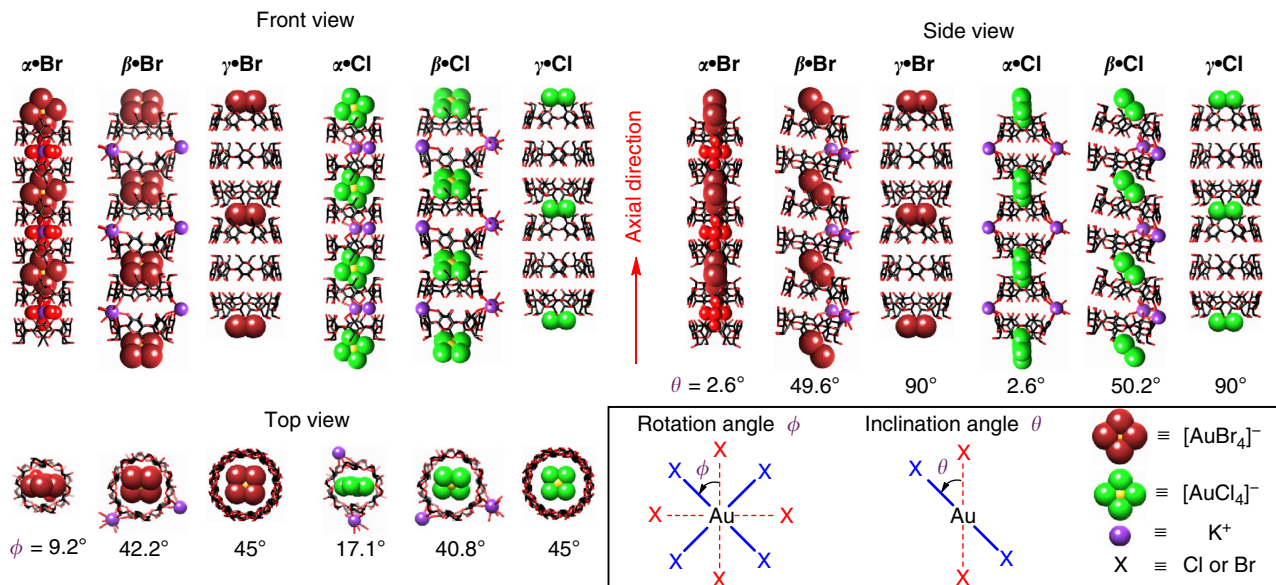 Front view
α•Br β•Br γ•Br α•Cl β•Cl γ•Cl
Side view
α•Br β•Br γ•Br α•Cl β•Cl γ•Cl
Axial direction
θ = 2.6° 49.6° 90° 2.6° 50.2° 90°
Top view
ϕ = 9.2° 42.2° 45° 17.1° 40.8° 45°
Rotation angle ϕ
X
X ϕ X
X Au X
X X
X
Inclination angle θ
X
X θ
Au
X
X
≡ [AuBr₄]⁻
≡ [AuCl₄]⁻
≡ K⁺
X ≡ Cl or Br